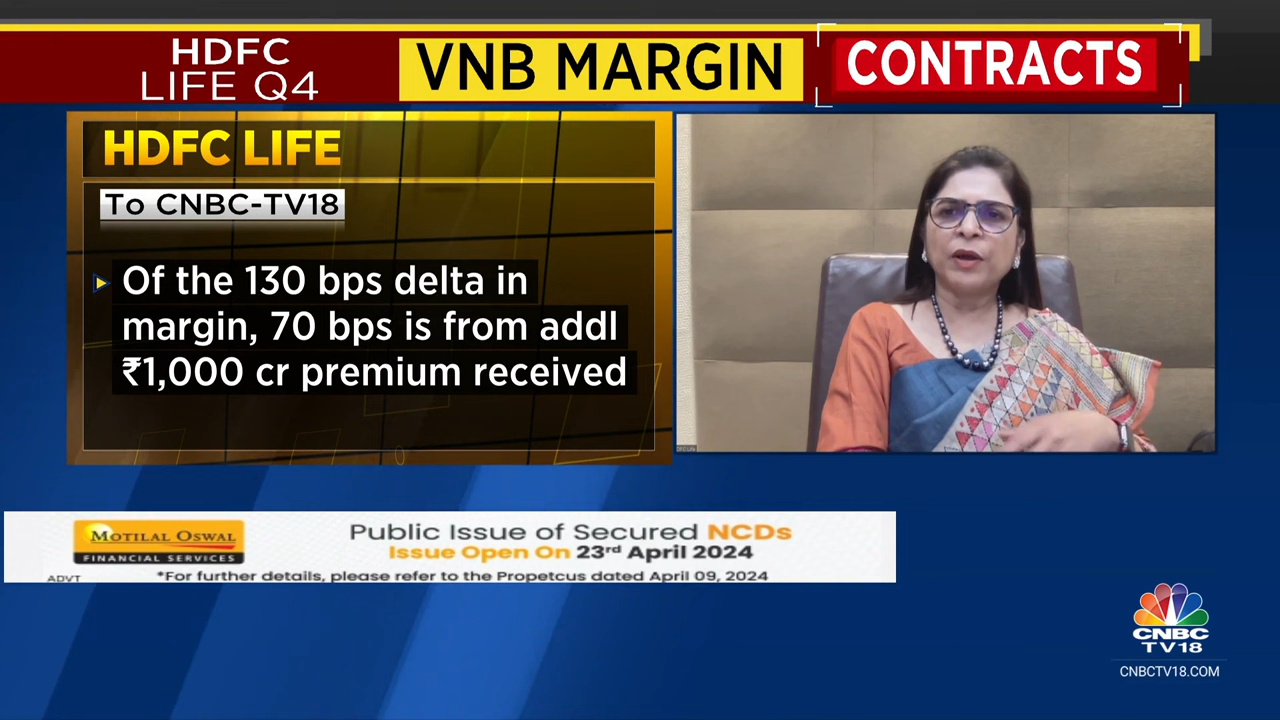 HDFC
LIFE Q4
VNB MARGIN
CONTRACTS
HDFC LIFE
To CNBC-TV18
Of the 130 bps delta in
margin, 70 bps is from addl
₹1,000 cr premium received
MOTILAL OSWAL
FINANCIAL SERVICES
Public Issue of Secured NCDs
Issue Open On 23rd April 2024
ADVT
*For further details, please refer to the Propetcus dated April 09, 2024
CNBC
TV18
CNBCTV18.COM